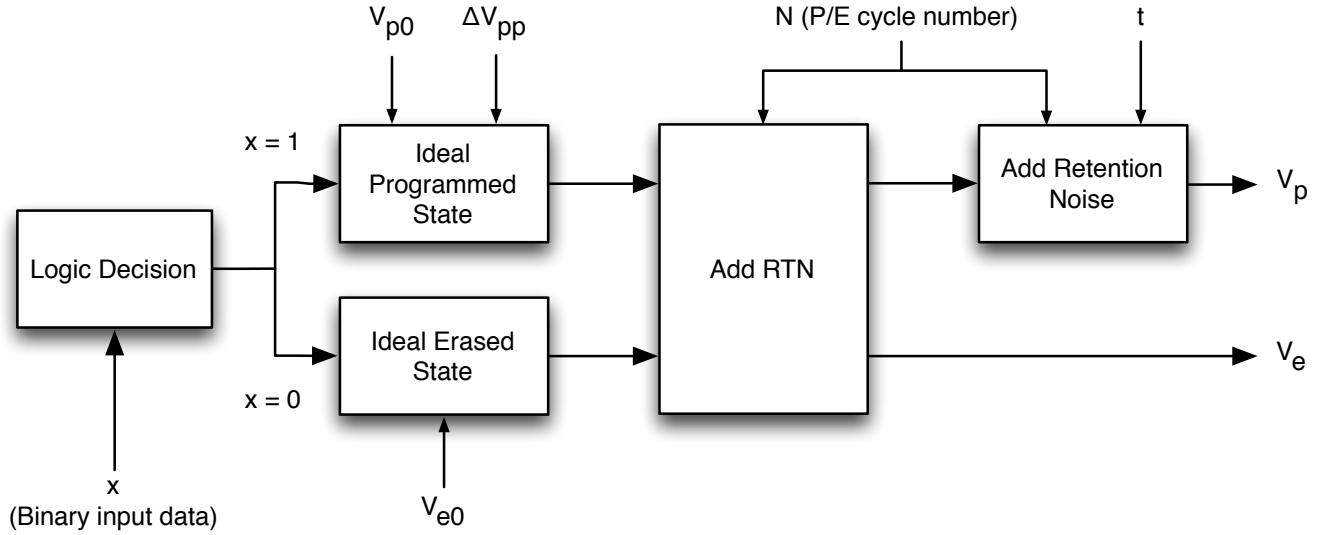 V_p0
ΔV_pp
N (P/E cycle number)
t
x = 1
Ideal
Programmed
State
Add Retention
Noise
V_p
Logic Decision
Add RTN
Ideal Erased
State
V_e
x = 0
x
(Binary input data)
V_e0